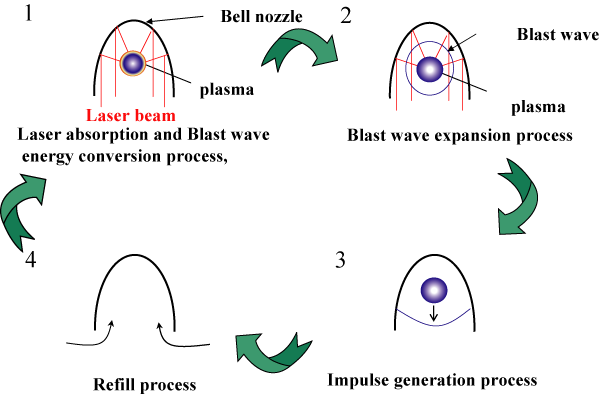 1
Bell nozzle
plasma
Laser beam
Laser absorption and Blast wave
energy conversion process,
2
Blast wave
plasma
Blast wave expansion process
3
Impulse generation process
4
Refill process